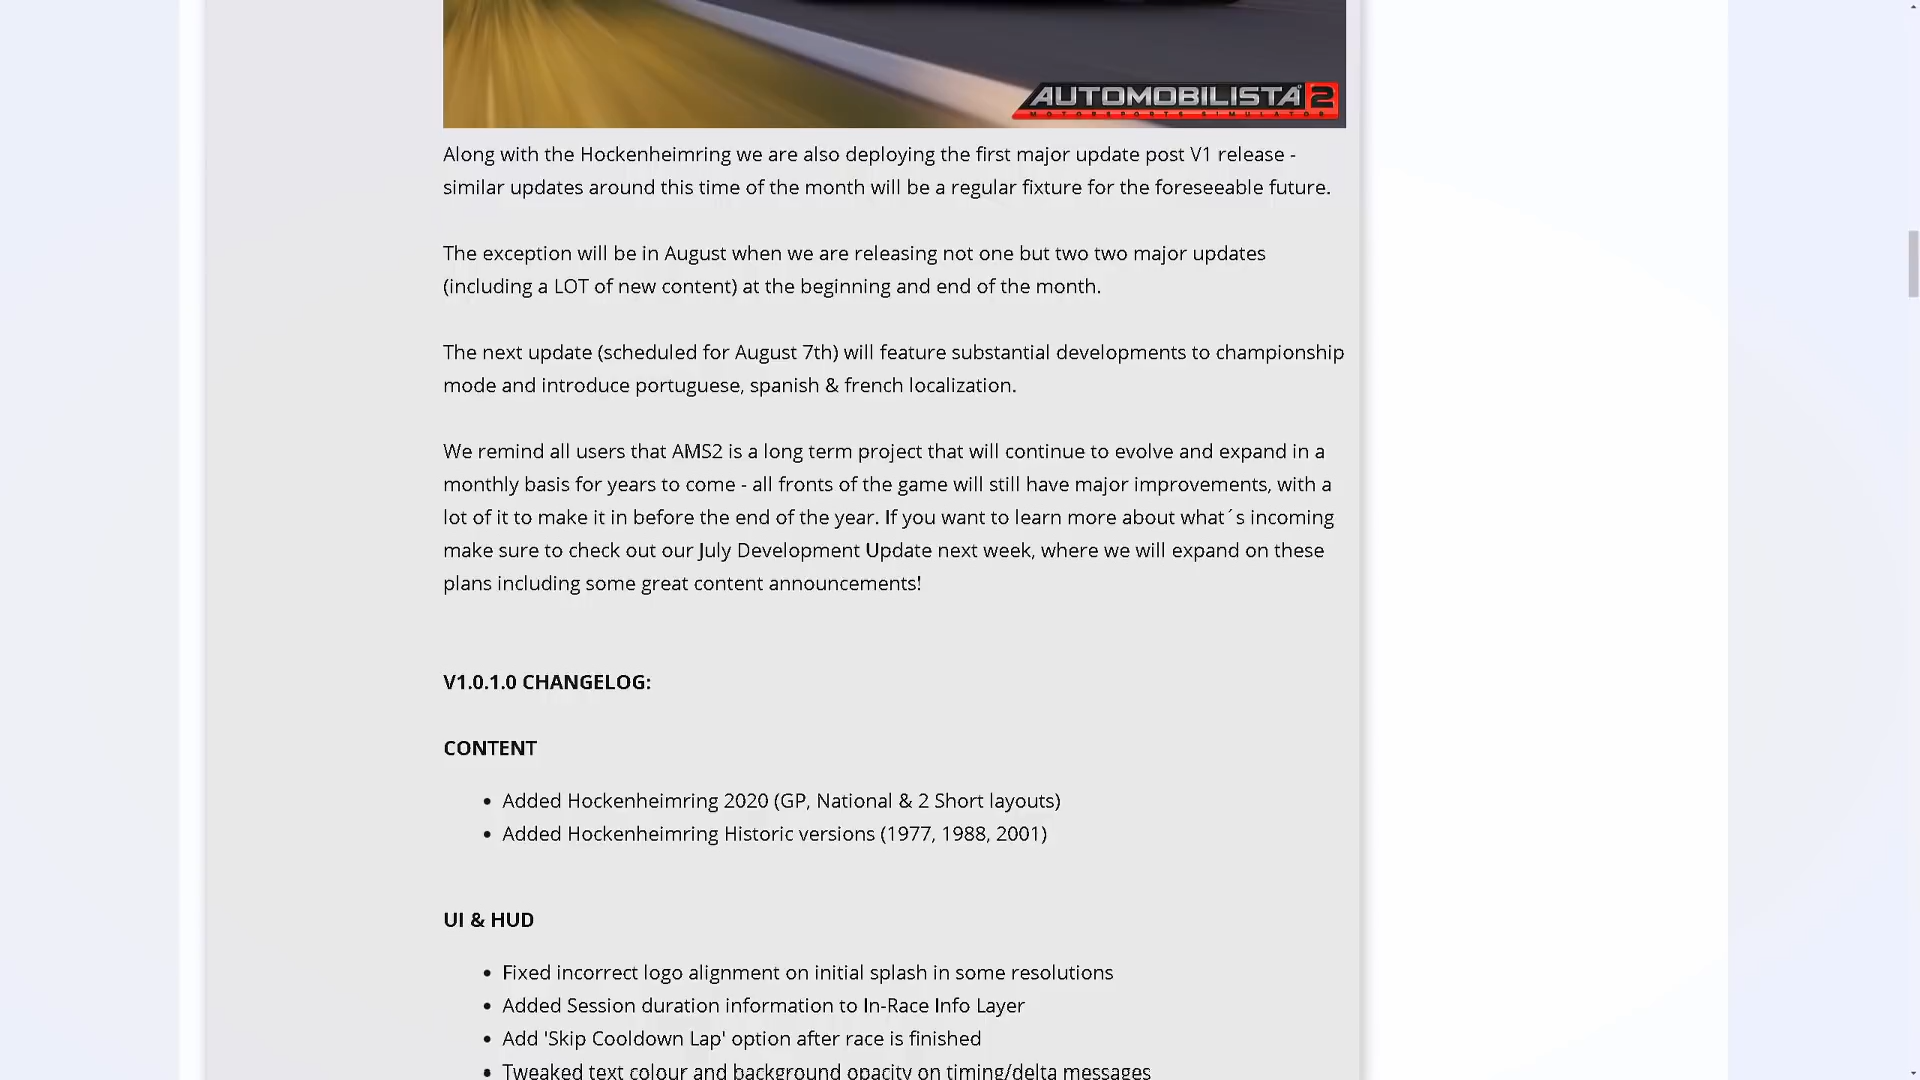 AUTOMOBILISTA 2
MOTORSPORTS SIMULATOR
Along with the Hockenheimring we are also deploying the first major update post V1 release -
similar updates around this time of the month will be a regular fixture for the foreseeable future.
The exception will be in August when we are releasing not one but two two major updates
(including a LOT of new content) at the beginning and end of the month.
The next update (scheduled for August 7th) will feature substantial developments to championship
mode and introduce portuguese, spanish & french localization.
We remind all users that AMS2 is a long term project that will continue to evolve and expand in a
monthly basis for years to come - all fronts of the game will still have major improvements, with a
lot of it to make it in before the end of the year. If you want to learn more about what´s incoming
make sure to check out our July Development Update next week, where we will expand on these
plans including some great content announcements!
V1.0.1.0 CHANGELOG:
CONTENT
• Added Hockenheimring 2020 (GP, National & 2 Short layouts)
• Added Hockenheimring Historic versions (1977, 1988, 2001)
UI & HUD
• Fixed incorrect logo alignment on initial splash in some resolutions
• Added Session duration information to In-Race Info Layer
• Add 'Skip Cooldown Lap' option after race is finished
• Tweaked text colour and background opacity on timing/delta messages